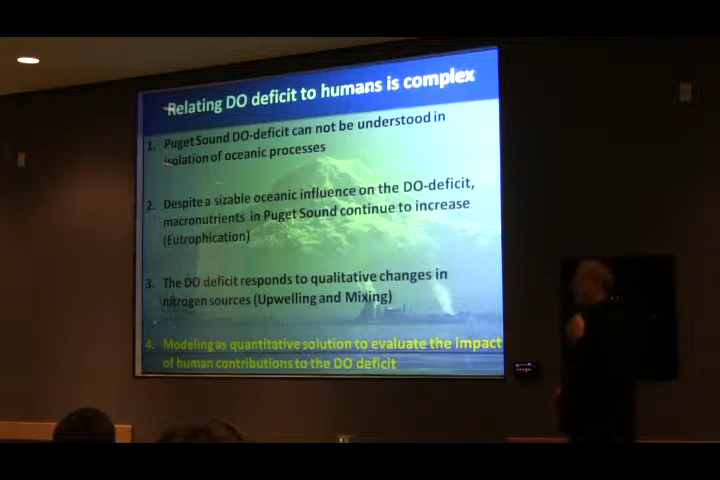 Relating DO deficit to humans is complex
1. Puget Sound DO-deficit can not be understood in
isolation of oceanic processes
2. Despite a sizable oceanic influence on the DO-deficit,
macronutrients in Puget Sound continue to increase
(Eutrophication)
3. The DO deficit responds to qualitative changes in
nitrogen sources (Upwelling and Mixing)
4. Modeling as quantitative solution to evaluate the impact
of human contributions to the DO deficit